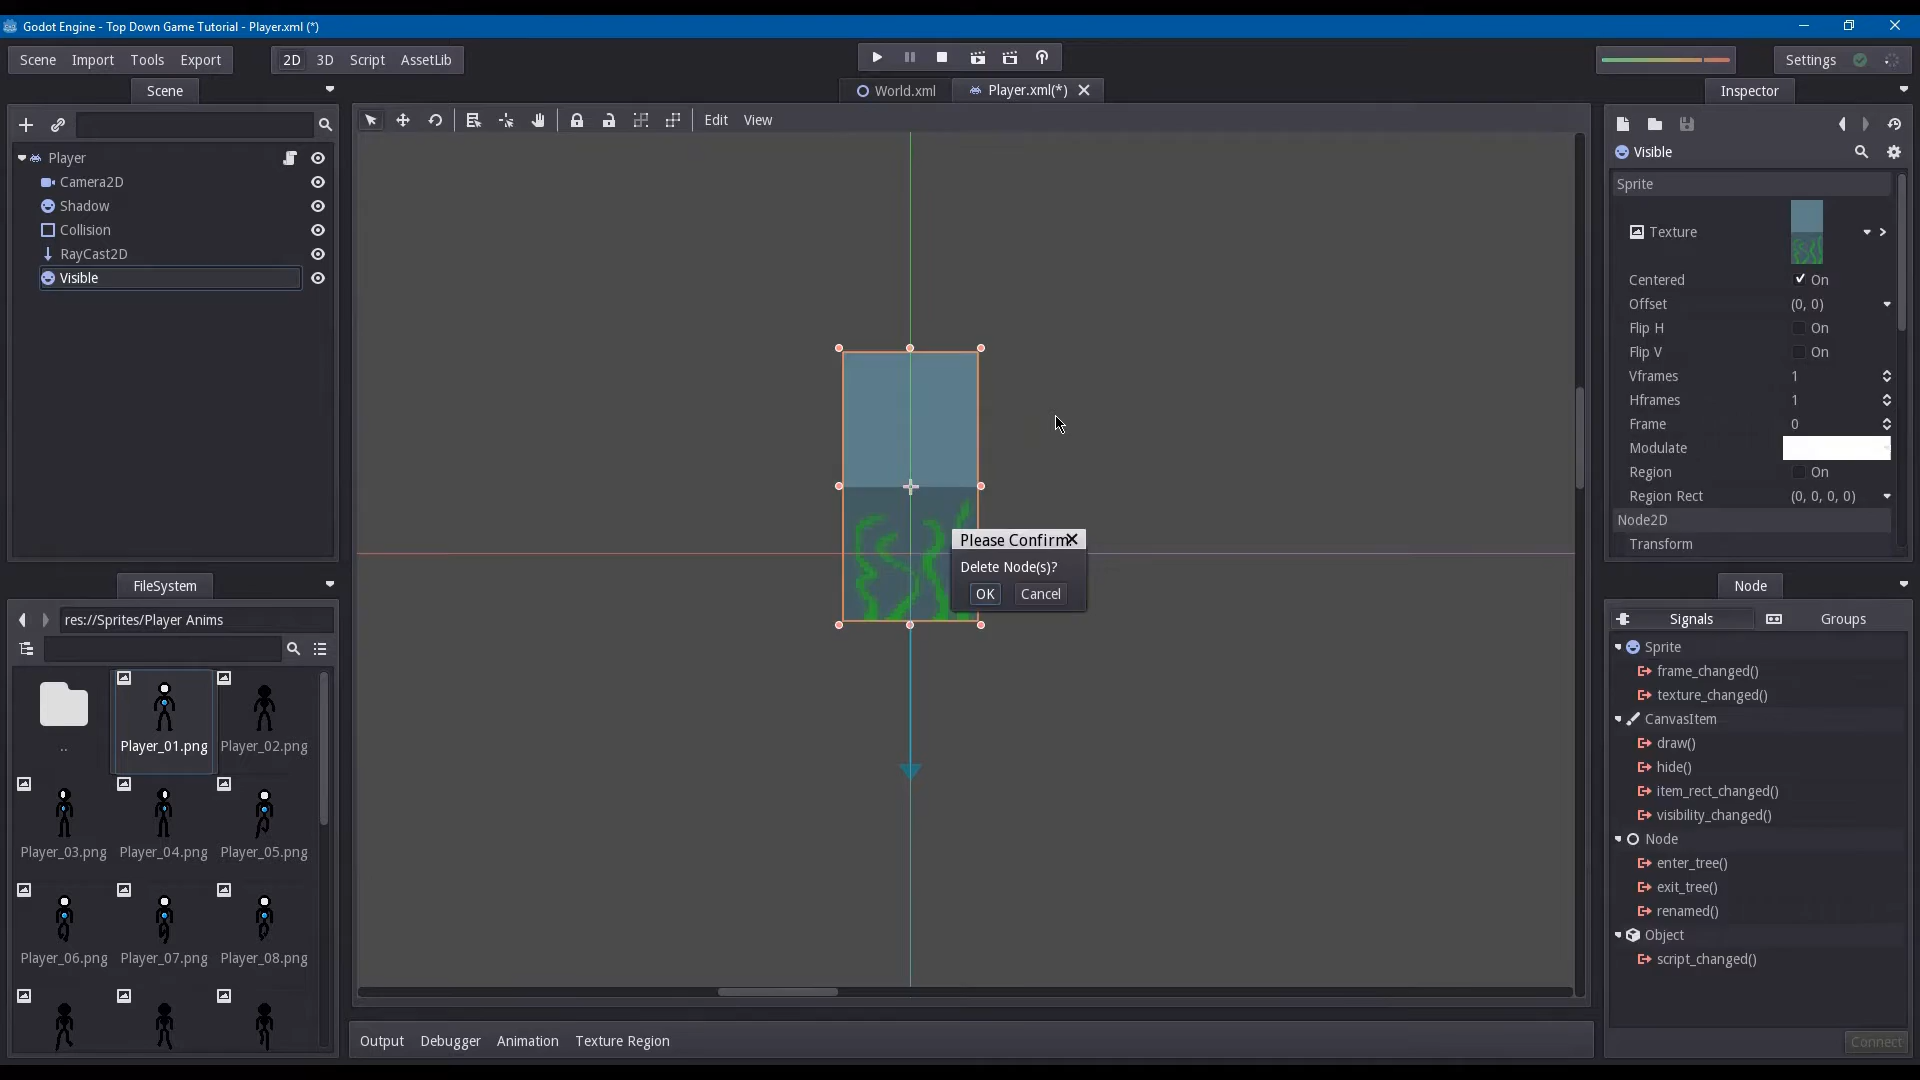 Godot Engine - Top Down Game Tutorial - Player.xml (*)
Scene Import Tools Export 2D 3D Script AssetLib Settings
Scene
World.xml Player.xml(*)
Inspector
Edit View
Player
Camera2D
Shadow
Collision
RayCast2D
Visible
Please Confirm
Delete Node(s)?
OK Cancel
Visible
Sprite
Texture
Centered On
Offset (0, 0)
Flip H On
Flip V On
Vframes 1
Hframes 1
Frame 0
Modulate
Region On
Region Rect (0, 0, 0, 0)
Node2D
Transform
FileSystem
res://Sprites/Player Anims
..
Player_01.png
Player_02.png
Player_03.png
Player_04.png
Player_05.png
Player_06.png
Player_07.png
Player_08.png
Output Debugger Animation Texture Region
Node
Signals Groups
Sprite
frame_changed()
texture_changed()
CanvasItem
draw()
hide()
item_rect_changed()
visibility_changed()
Node
enter_tree()
exit_tree()
renamed()
Object
script_changed()
Connect